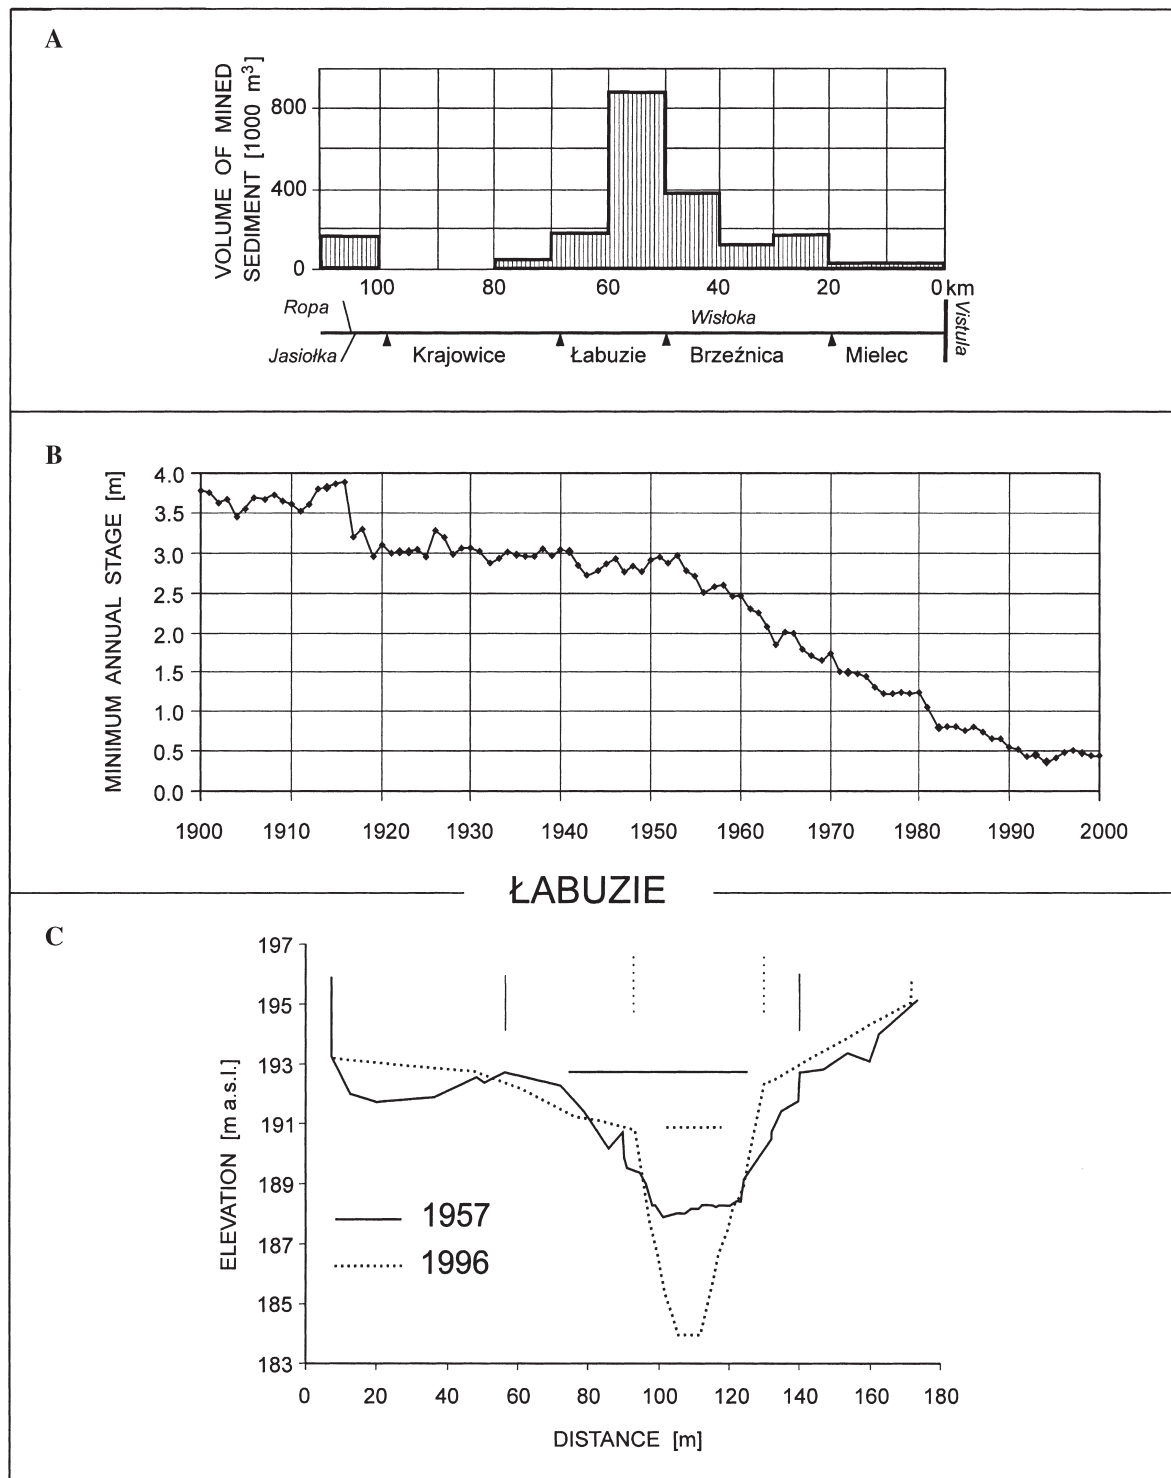 A
VOLUME OF MINED
SEDIMENT [1000 m³]
800
400
0
100 80 60 40 20 0 km
Ropa
Wisłoka
Vistula
Jasiołka Krajowice Łabuzie Brzeźnica Mielec
B
MINIMUM ANNUAL STAGE [m]
4.0
3.5
3.0
2.5
2.0
1.5
1.0
0.5
0.0
1900 1910 1920 1930 1940 1950 1960 1970 1980 1990 2000
ŁABUZIE
C
ELEVATION [m a.s.l.]
197
195
193
191
189
187
185
183
1957
1996
0 20 40 60 80 100 120 140 160 180
DISTANCE [m]